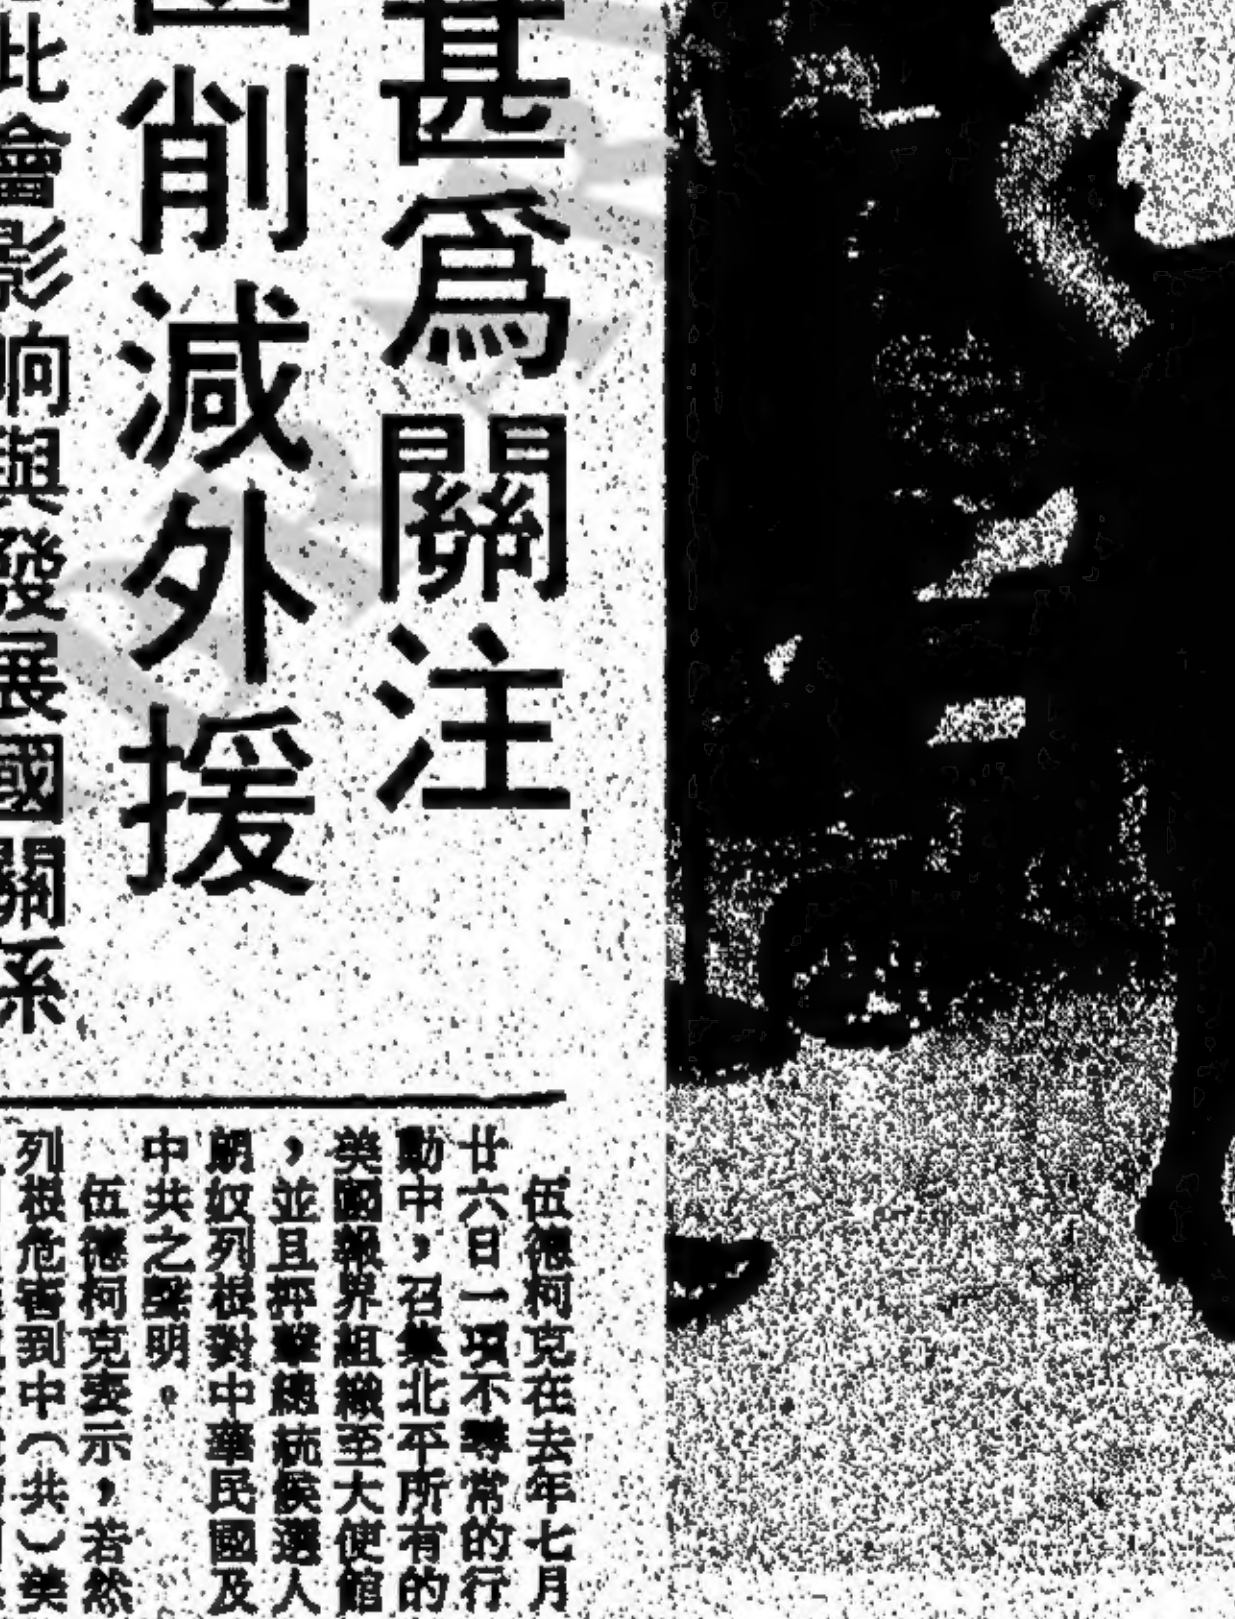 甚爲關注
國削減外援
此會影响與發展國關係
伍德柯克在去年七月
廿六日一項不尋常的行
動中，召集北平所有的
美國報界組織至大使館
，並且抨擊總統候選人
朗奴列根對中華民國及
中共之聲明。
伍德柯克表示，若然
列根危害到中（共）美